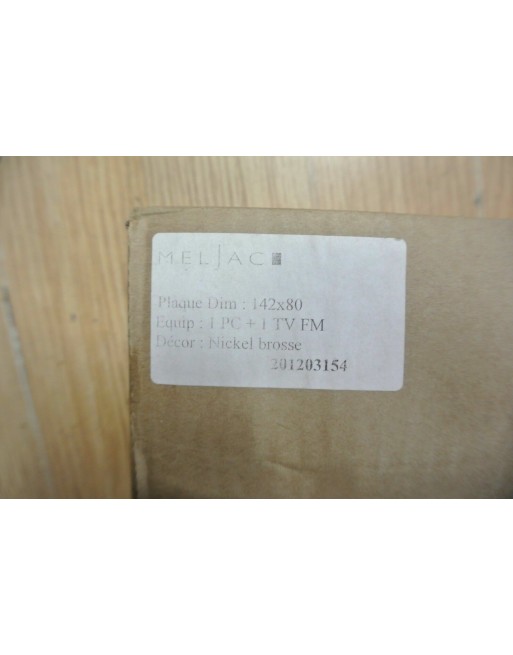 MELJAC
Plaque Dim : 142x80
Equip : 1 PC + 1 TV FM
Décor : Nickel brosse
201203154